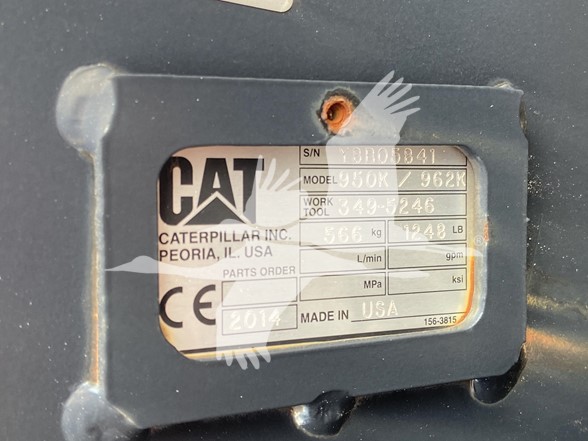 CAT
CATERPILLAR INC.
PEORIA, IL. USA
S/N
MODEL 950K / 962K
WORK TOOL 349-5246
566 kg 1248 LB
PARTS ORDER
L/min gpm
MPa ksi
CE
2014 MADE IN USA
156-3815